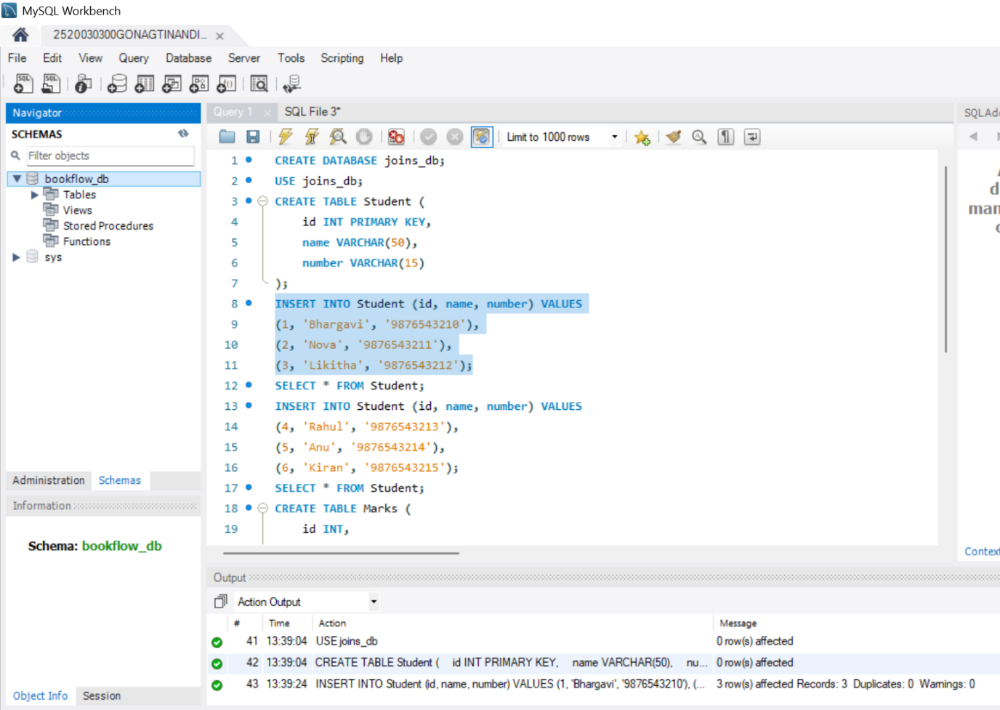 MySQL Workbench
2520030300GONAGTINANDI...
File Edit View Query Database Server Tools Scripting Help
Navigator
SCHEMAS
Filter objects
bookflow_db
Tables
Views
Stored Procedures
Functions
sys
Administration Schemas
Information
Schema: bookflow_db
Object Info Session
Query 1 SQL File 3*
Limit to 1000 rows
1 CREATE DATABASE joins_db;
2 USE joins_db;
3 CREATE TABLE Student (
4 id INT PRIMARY KEY,
5 name VARCHAR(50),
6 number VARCHAR(15)
7 );
8 INSERT INTO Student (id, name, number) VALUES
9 (1, 'Bhargavi', '9876543210'),
10 (2, 'Nova', '9876543211'),
11 (3, 'Likitha', '9876543212');
12 SELECT * FROM Student;
13 INSERT INTO Student (id, name, number) VALUES
14 (4, 'Rahul', '9876543213'),
15 (5, 'Anu', '9876543214'),
16 (6, 'Kiran', '9876543215');
17 SELECT * FROM Student;
18 CREATE TABLE Marks (
19 id INT,
Output
Action Output
# Time Action Message
41 13:39:04 USE joins_db 0 row(s) affected
42 13:39:04 CREATE TABLE Student ( id INT PRIMARY KEY, name VARCHAR(50), nu... 0 row(s) affected
43 13:39:24 INSERT INTO Student (id, name, number) VALUES (1, 'Bhargavi', '9876543210'), (... 3 row(s) affected Records: 3 Duplicates: 0 Warnings: 0
SQLAd
man
Context